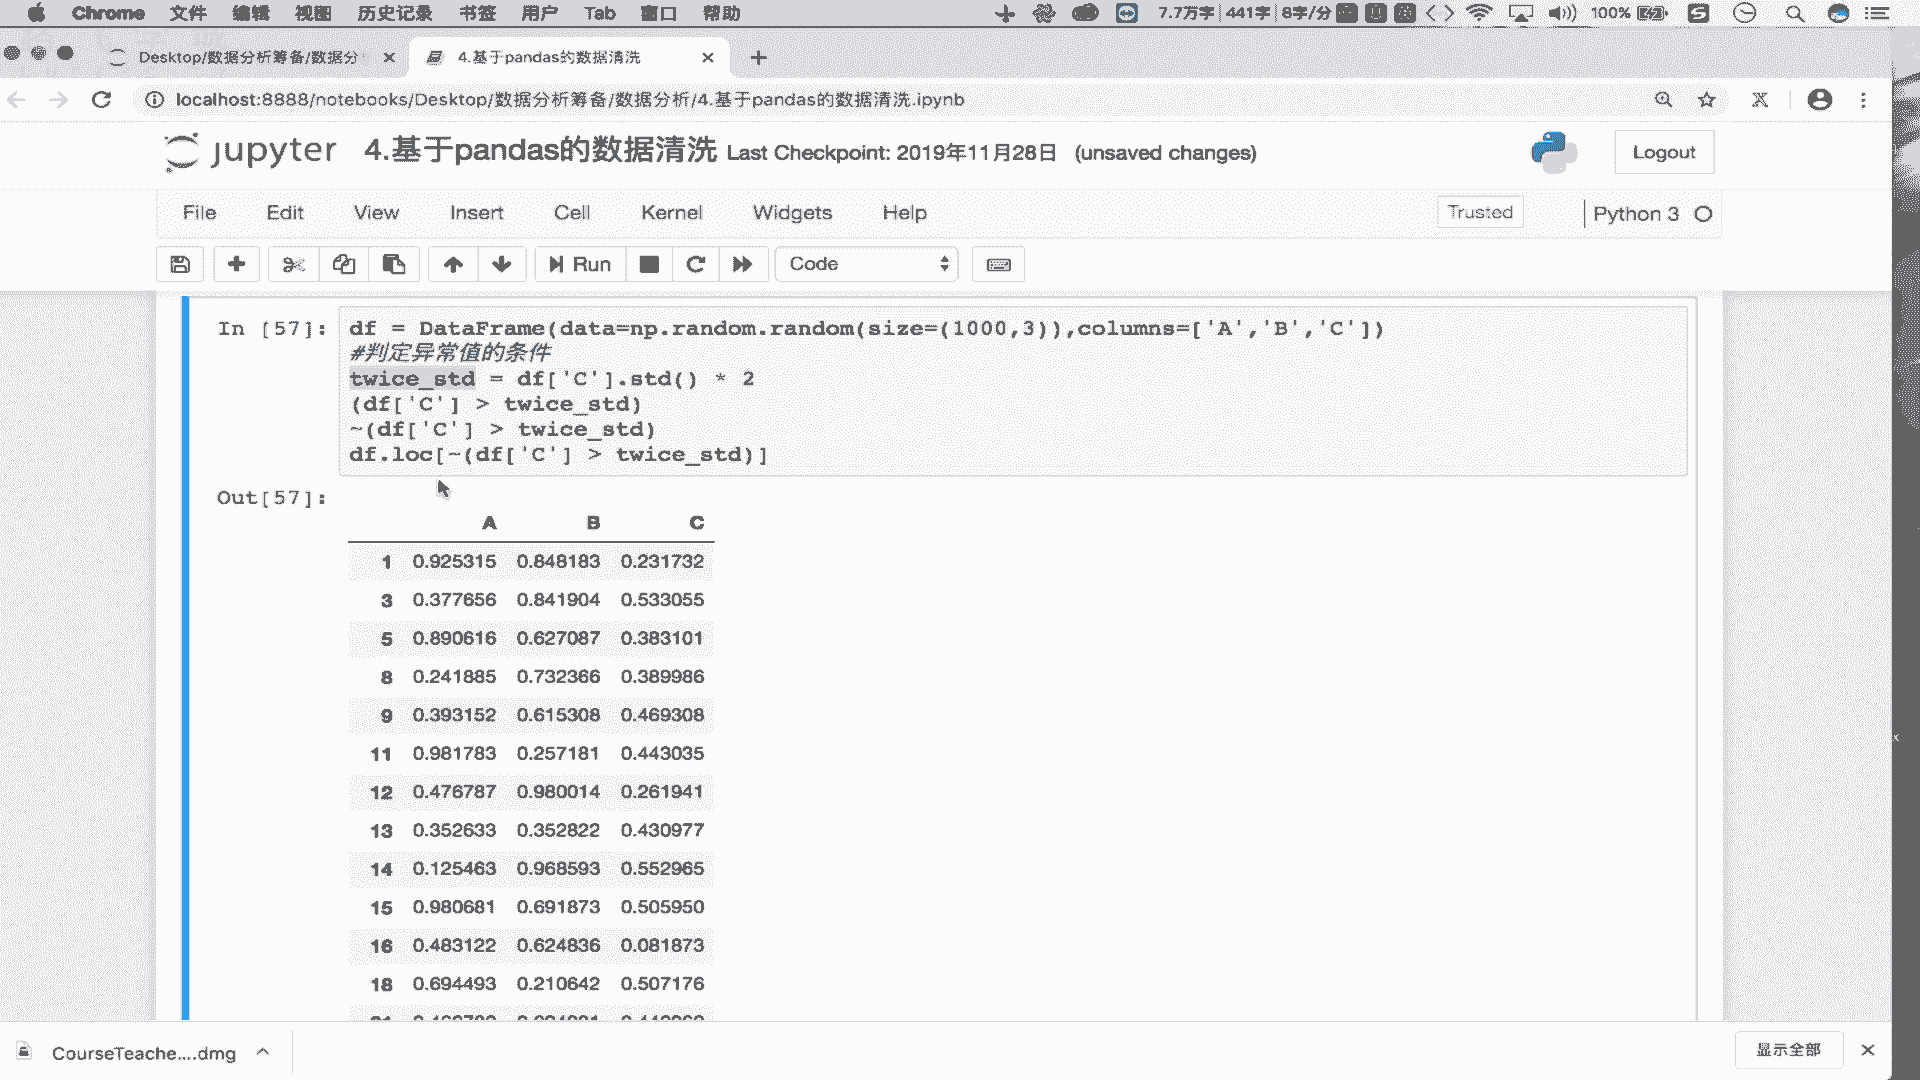 Chrome 文件 编辑 视图 历史记录 书签 用户 Tab 窗口 帮助 7.7万字 441字 8字/分 100%
Desktop/数据分析筹备/数据分 4.基于pandas的数据清洗
localhost:8888/notebooks/Desktop/数据分析筹备/数据分析/4.基于pandas的数据清洗.ipynb
jupyter 4.基于pandas的数据清洗 Last Checkpoint: 2019年11月28日 (unsaved changes) Logout
File Edit View Insert Cell Kernel Widgets Help Trusted Python 3
Run Code
In [57]: df = DataFrame(data=np.random.random(size=(1000,3)),columns=['A','B','C'])
#判定异常值的条件
twice_std = df['C'].std() * 2
(df['C'] > twice_std)
~(df['C'] > twice_std)
df.loc[~(df['C'] > twice_std)]
Out[57]:
A B C
1 0.925315 0.848183 0.231732
3 0.377656 0.841904 0.533055
5 0.890616 0.627087 0.383101
8 0.241885 0.732366 0.389986
9 0.393152 0.615308 0.469308
11 0.981783 0.257181 0.443035
12 0.476787 0.980014 0.261941
13 0.352633 0.352822 0.430977
14 0.125463 0.968593 0.552965
15 0.980681 0.691873 0.505950
16 0.483122 0.624836 0.081873
18 0.694493 0.210642 0.507176
CourseTeache....dmg 显示全部